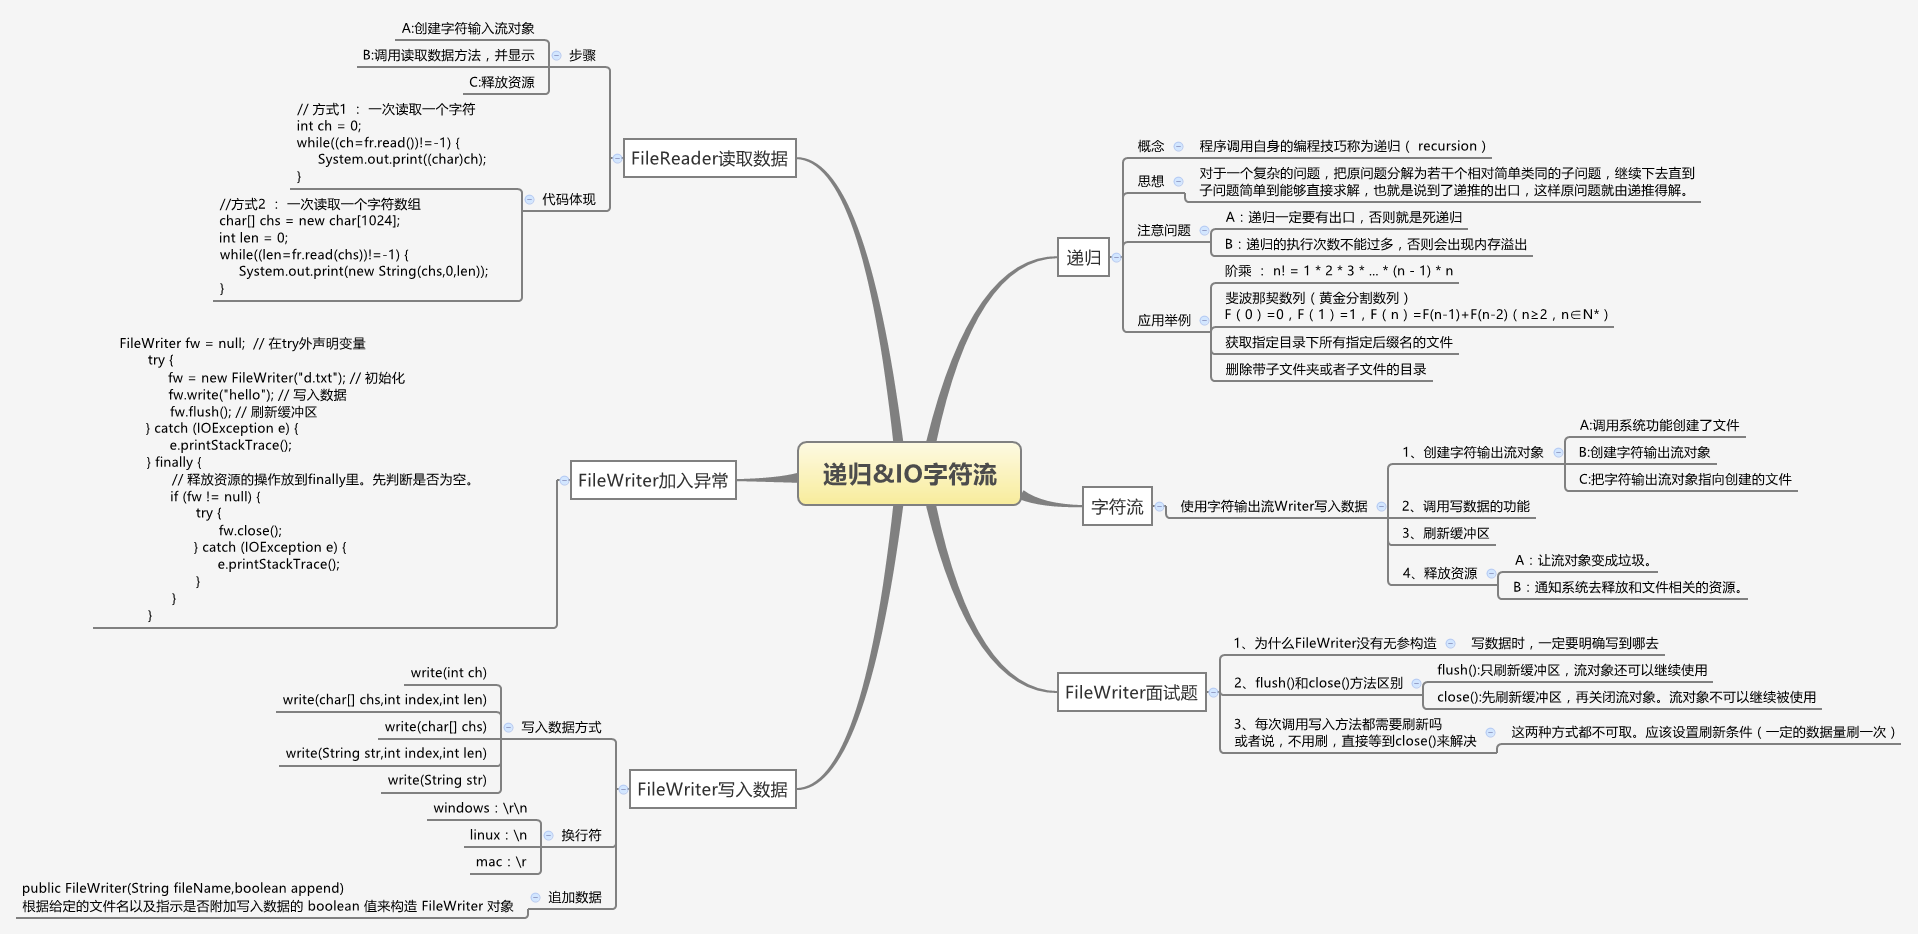 递归&IO字符流
递归
概念
程序调用自身的编程技巧称为递归（ recursion）
思想
对于一个复杂的问题，把原问题分解为若干个相对简单类同的子问题，继续下去直到
子问题简单到能够直接求解，也就是说到了递推的出口，这样原问题就由递推得解。
注意问题
A：递归一定要有出口，否则就是死递归
B：递归的执行次数不能过多，否则会出现内存溢出
应用举例
阶乘 ： n! = 1 * 2 * 3 * ... * (n - 1) * n
斐波那契数列（黄金分割数列）
F（0）=0，F（1）=1，F（n）=F(n-1)+F(n-2)（n≥2，n∈N*）
获取指定目录下所有指定后缀名的文件
删除带子文件夹或者子文件的目录
字符流
使用字符输出流Writer写入数据
1、创建字符输出流对象
A:调用系统功能创建了文件
B:创建字符输出流对象
C:把字符输出流对象指向创建的文件
2、调用写数据的功能
3、刷新缓冲区
4、释放资源
A：让流对象变成垃圾。
B：通知系统去释放和文件相关的资源。
FileWriter面试题
1、为什么FileWriter没有无参构造
写数据时，一定要明确写到哪去
2、flush()和close()方法区别
flush():只刷新缓冲区，流对象还可以继续使用
close():先刷新缓冲区，再关闭流对象。流对象不可以继续被使用
3、每次调用写入方法都需要刷新吗
或者说，不用刷，直接等到close()来解决
这两种方式都不可取。应该设置刷新条件（一定的数据量刷一次）
FileReader读取数据
步骤
A:创建字符输入流对象
B:调用读取数据方法，并显示
C:释放资源
代码体现
// 方式1 ： 一次读取一个字符
int ch = 0;
while((ch=fr.read())!=-1) {
System.out.print((char)ch);
}
//方式2 ： 一次读取一个字符数组
char[] chs = new char[1024];
int len = 0;
while((len=fr.read(chs))!=-1) {
System.out.print(new String(chs,0,len));
}
FileWriter加入异常
FileWriter fw = null;  // 在try外声明变量
try {
fw = new FileWriter("d.txt"); // 初始化
fw.write("hello"); // 写入数据
fw.flush(); // 刷新缓冲区
} catch (IOException e) {
e.printStackTrace();
} finally {
// 释放资源的操作放到finally里。先判断是否为空。
if (fw != null) {
try {
fw.close();
} catch (IOException e) {
e.printStackTrace();
}
}
}
FileWriter写入数据
写入数据方式
write(int ch)
write(char[] chs,int index,int len)
write(char[] chs)
write(String str,int index,int len)
write(String str)
换行符
windows：\r\n
linux：\n
mac：\r
追加数据
public FileWriter(String fileName,boolean append)
根据给定的文件名以及指示是否附加写入数据的 boolean 值来构造 FileWriter 对象